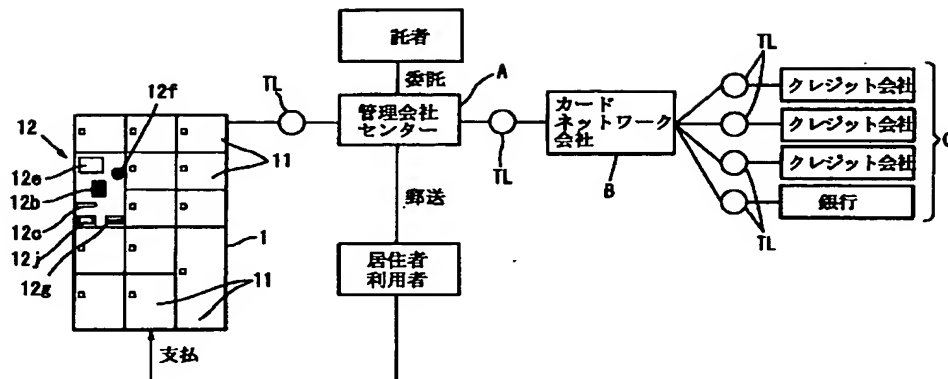 託者
委託
TL
A
管理会社
センター
TL
カード
ネットワーク
会社
B
TL
クレジット会社
クレジット会社
クレジット会社
銀行
C
TL
12f
12
12e
12b
12c
12j
12g
11
1
11
郵送
居住者
利用者
支払